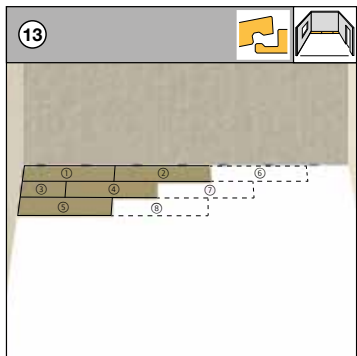 13
① ② ⑥
③ ④ ⑦
⑤ ⑧